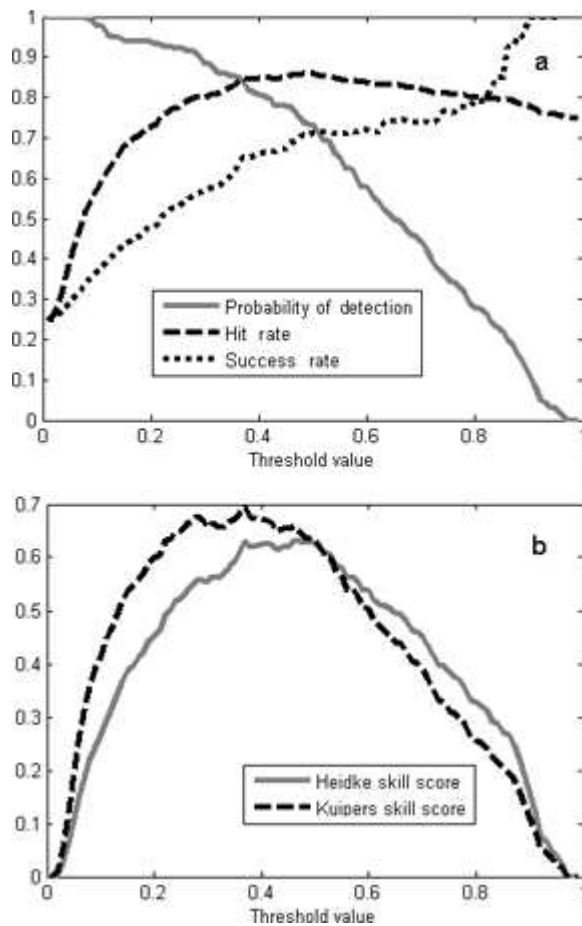 1
0.9
0.8
0.7
0.6
0.5
0.4
0.3
0.2
0.1
0
a
Probability of detection
Hit rate
Success rate
0 0.2 0.4 0.6 0.8
Threshold value
0.7
0.6
0.5
0.4
0.3
0.2
0.1
0
b
Heidke skill score
Kuipers skill score
0 0.2 0.4 0.6 0.8
Threshold value